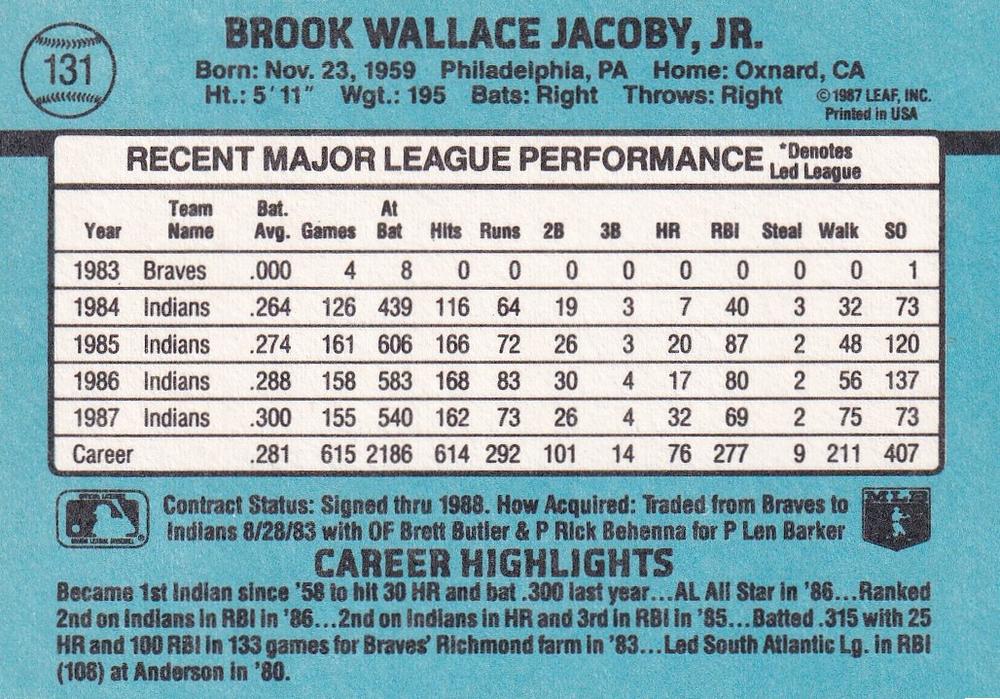 131
BROOK WALLACE JACOBY, JR.
Born: Nov. 23, 1959 Philadelphia, PA Home: Oxnard, CA
Ht.: 5'11" Wgt.: 195 Bats: Right Throws: Right
©1987 LEAF, INC.
Printed in USA
RECENT MAJOR LEAGUE PERFORMANCE *Denotes Led League
Year Team Name Bat. Avg. Games At Bat Hits Runs 2B 3B HR RBI Steal Walk SO
1983 Braves .000 4 8 0 0 0 0 0 0 0 0 1
1984 Indians .264 126 439 116 64 19 3 7 40 3 32 73
1985 Indians .274 161 606 166 72 26 3 20 87 2 48 120
1986 Indians .288 158 583 168 83 30 4 17 80 2 56 137
1987 Indians .300 155 540 162 73 26 4 32 69 2 75 73
Career .281 615 2186 614 292 101 14 76 277 9 211 407
Contract Status: Signed thru 1988. How Acquired: Traded from Braves to
Indians 8/28/83 with OF Brett Butler & P Rick Behenna for P Len Barker
MLB
CAREER HIGHLIGHTS
Became 1st Indian since '58 to hit 30 HR and bat .300 last year...AL All Star in '86...Ranked
2nd on Indians in RBI in '86...2nd on Indians in HR and 3rd in RBI in '85...Batted .315 with 25
HR and 100 RBI in 133 games for Braves' Richmond farm in '83...Led South Atlantic Lg. in RBI
(108) at Anderson in '80.